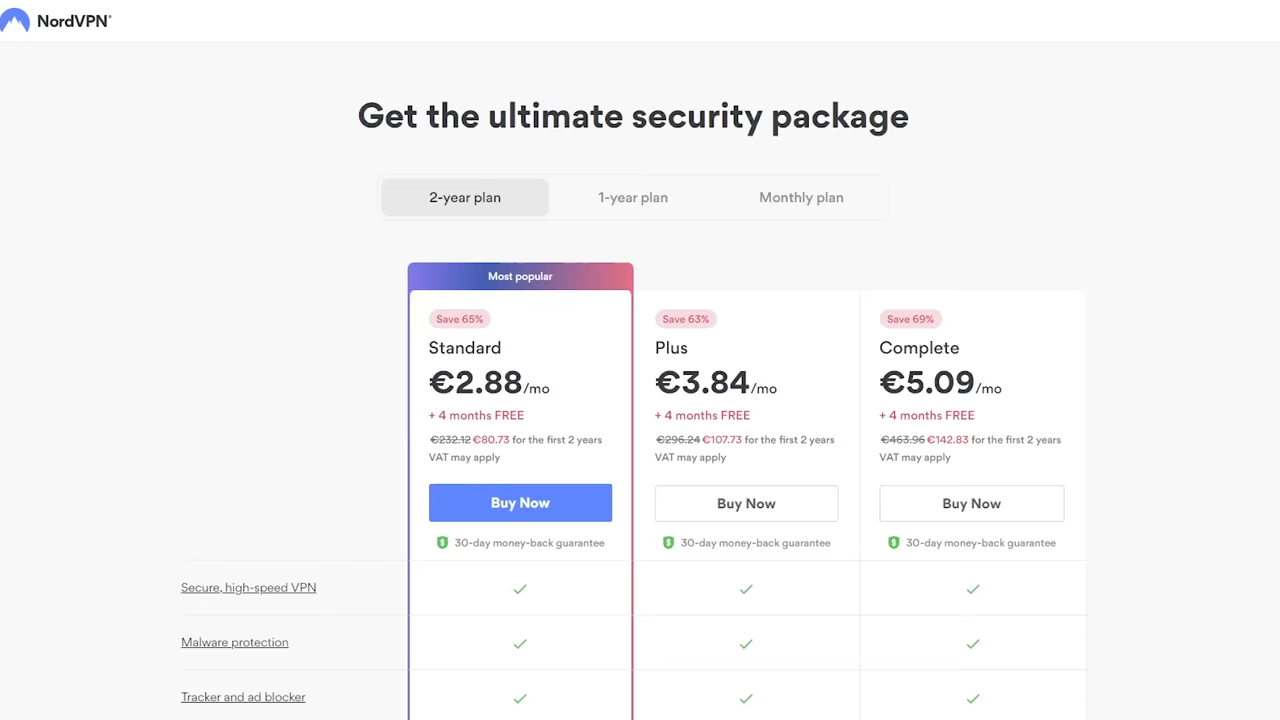 NordVPN®
Get the ultimate security package
2-year plan
1-year plan
Monthly plan
Most popular
Save 65%
Standard
€2.88/mo
+ 4 months FREE
€232.12 €80.73 for the first 2 years
VAT may apply
Buy Now
30-day money-back guarantee
Save 63%
Plus
€3.84/mo
+ 4 months FREE
€296.24 €107.73 for the first 2 years
VAT may apply
Buy Now
30-day money-back guarantee
Save 69%
Complete
€5.09/mo
+ 4 months FREE
€463.96 €142.83 for the first 2 years
VAT may apply
Buy Now
30-day money-back guarantee
Secure, high-speed VPN
Malware protection
Tracker and ad blocker